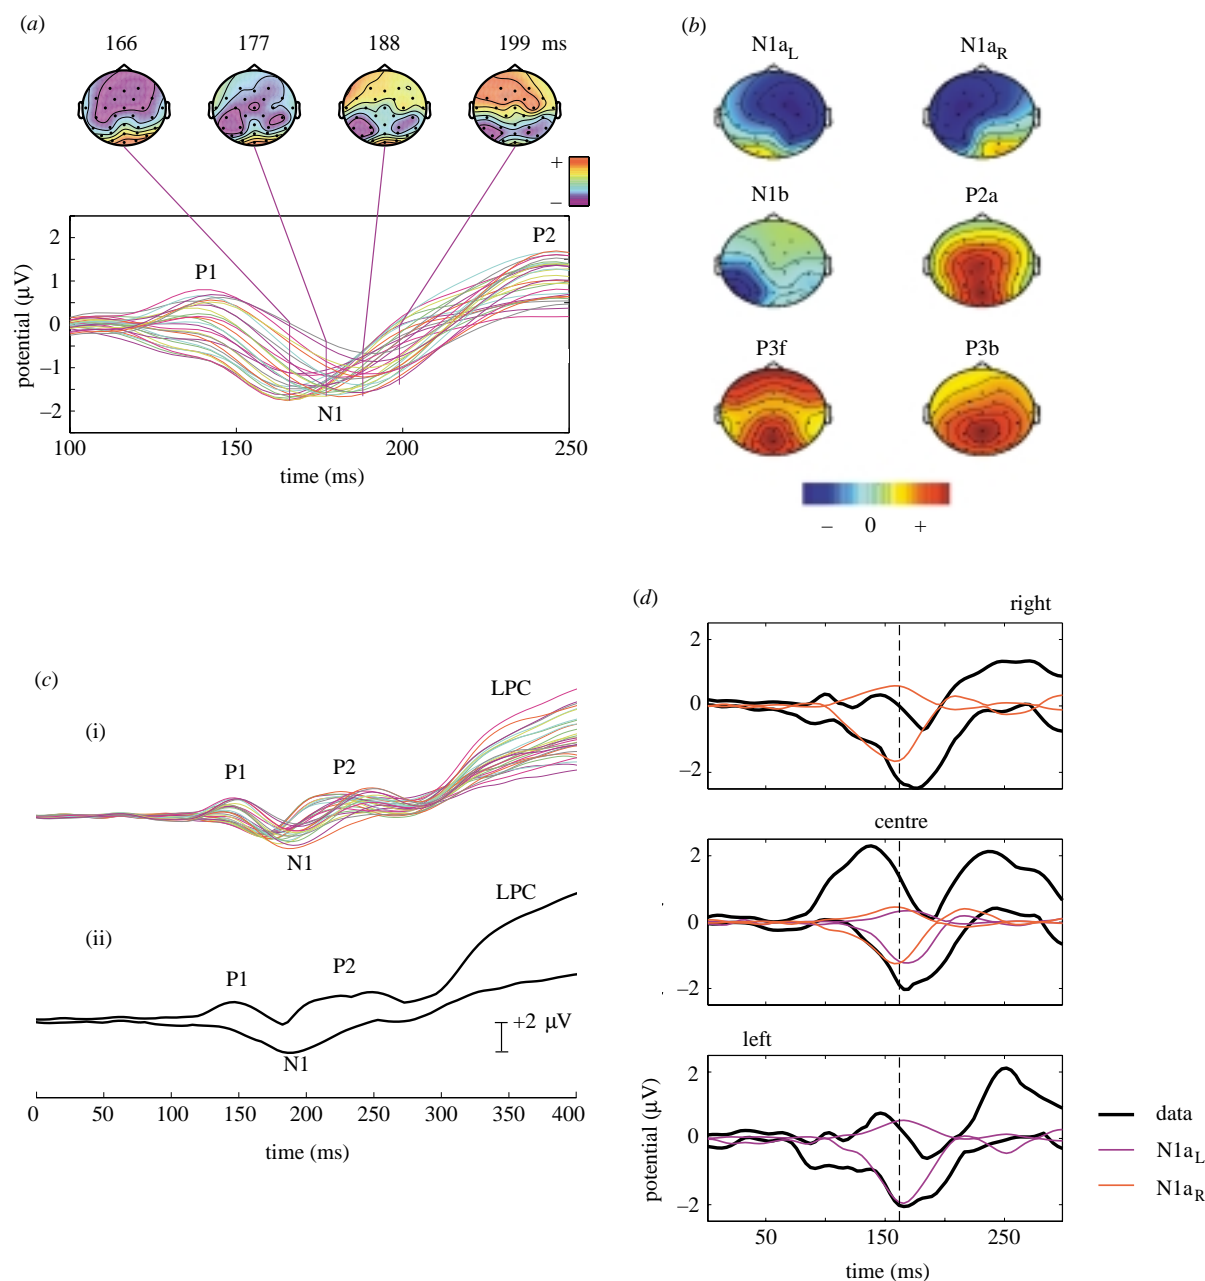 (a)
166 177 188 199 ms
+
–
2
1
0
–1
–2
potential (µV)
P1
N1
P2
100 150 200 250
time (ms)
(b)
N1aL N1aR
N1b P2a
P3f P3b
– 0 +
(c)
(i)
P1
N1
P2
LPC
(ii)
P1
N1
P2
LPC
+2 µV
0 50 100 150 200 250 300 350 400
time (ms)
(d)
right
2
0
–2
centre
2
0
–2
left
2
0
–2
potential (µV)
50 150 250
time (ms)
data
N1aL
N1aR